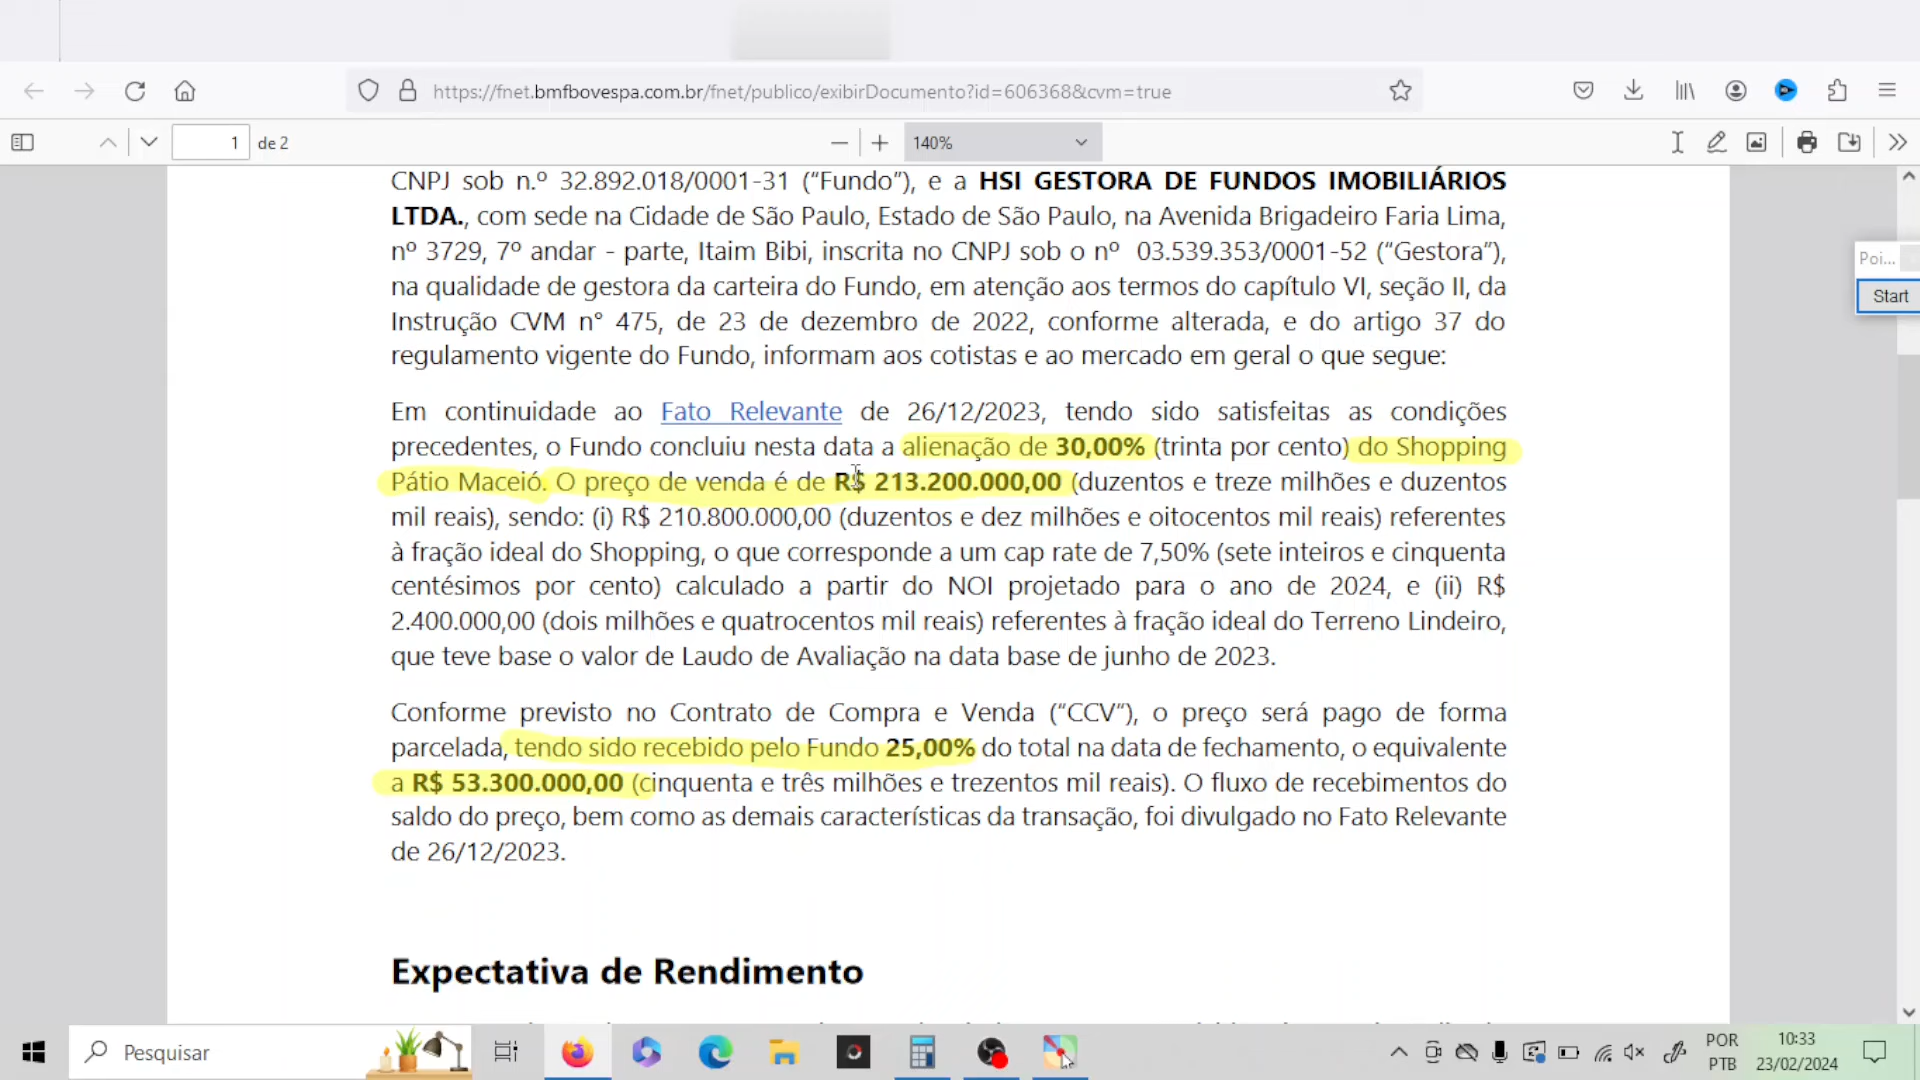 https://fnet.bmfbovespa.com.br/fnet/publico/exibirDocumento?id=606368&cvm=true
1 de 2
140%
CNPJ sob n.º 32.892.018/0001-31 (“Fundo”), e a HSI GESTORA DE FUNDOS IMOBILIÁRIOS
LTDA., com sede na Cidade de São Paulo, Estado de São Paulo, na Avenida Brigadeiro Faria Lima,
nº 3729, 7º andar - parte, Itaim Bibi, inscrita no CNPJ sob o nº 03.539.353/0001-52 (“Gestora”),
na qualidade de gestora da carteira do Fundo, em atenção aos termos do capítulo VI, seção II, da
Instrução CVM n° 475, de 23 de dezembro de 2022, conforme alterada, e do artigo 37 do
regulamento vigente do Fundo, informam aos cotistas e ao mercado em geral o que segue:
Em continuidade ao Fato Relevante de 26/12/2023, tendo sido satisfeitas as condições
precedentes, o Fundo concluiu nesta data a alienação de 30,00% (trinta por cento) do Shopping
Pátio Maceió. O preço de venda é de R$ 213.200.000,00 (duzentos e treze milhões e duzentos
mil reais), sendo: (i) R$ 210.800.000,00 (duzentos e dez milhões e oitocentos mil reais) referentes
à fração ideal do Shopping, o que corresponde a um cap rate de 7,50% (sete inteiros e cinquenta
centésimos por cento) calculado a partir do NOI projetado para o ano de 2024, e (ii) R$
2.400.000,00 (dois milhões e quatrocentos mil reais) referentes à fração ideal do Terreno Lindeiro,
que teve base o valor de Laudo de Avaliação na data base de junho de 2023.
Conforme previsto no Contrato de Compra e Venda (“CCV”), o preço será pago de forma
parcelada, tendo sido recebido pelo Fundo 25,00% do total na data de fechamento, o equivalente
a R$ 53.300.000,00 (cinquenta e três milhões e trezentos mil reais). O fluxo de recebimentos do
saldo do preço, bem como as demais características da transação, foi divulgado no Fato Relevante
de 26/12/2023.
Expectativa de Rendimento
Poi...
Start
Pesquisar
POR
PTB
10:33
23/02/2024